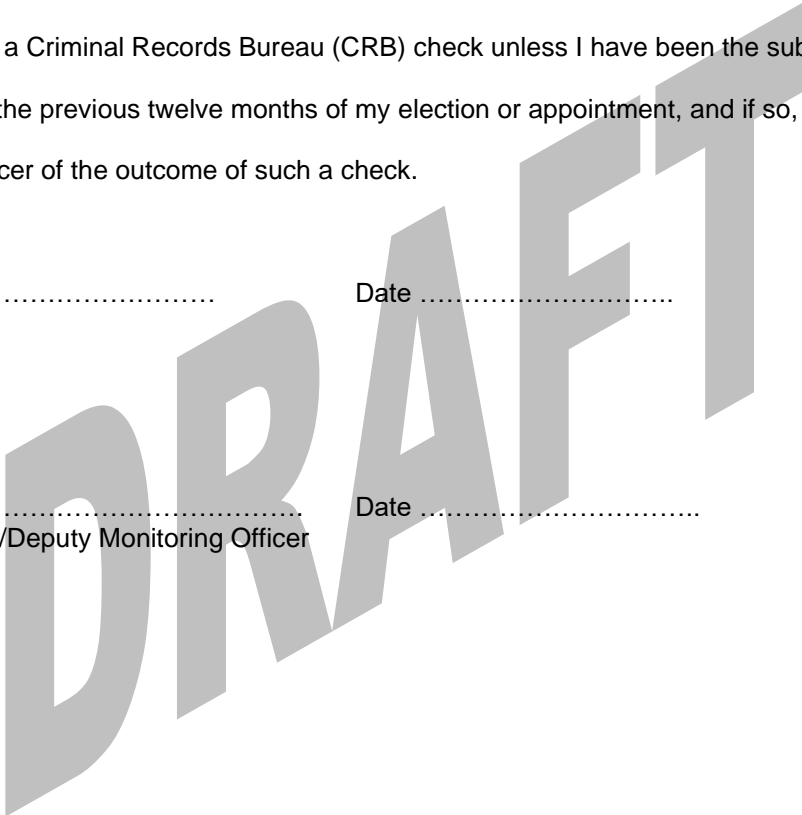 a Criminal Records Bureau (CRB) check unless I have been the sub
the previous twelve months of my election or appointment, and if so,
cer of the outcome of such a check.
…………………… Date ………………………..
……………………………. Date …………………………..
/Deputy Monitoring Officer
DRAFT